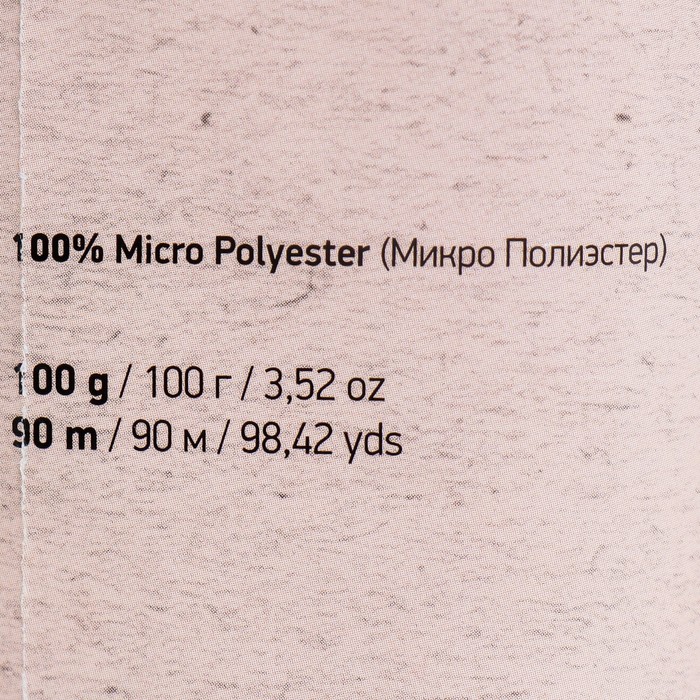 100% Micro Polyester (Микро Полиэстер)
100 g / 100 г / 3,52 oz
90 m / 90 м / 98,42 yds